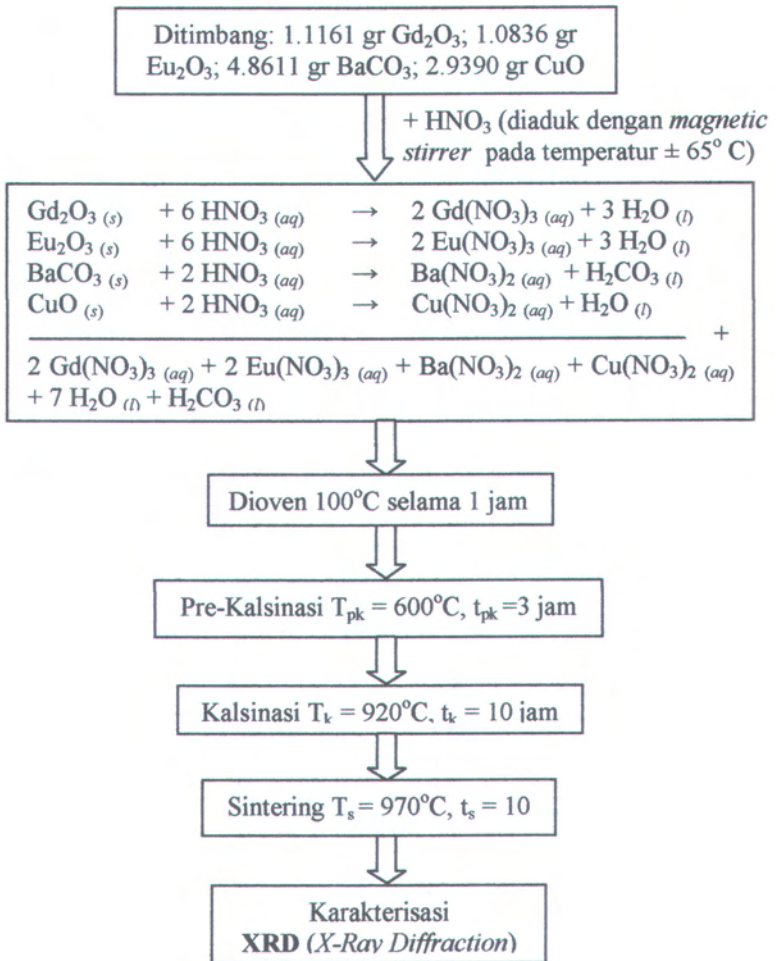 Ditimbang: 1.1161 gr Gd₂O₃; 1.0836 gr
Eu₂O₃; 4.8611 gr BaCO₃; 2.9390 gr CuO
+ HNO₃ (diaduk dengan magnetic
stirrer pada temperatur ± 65° C)
Gd₂O₃ (s) + 6 HNO₃ (aq) → 2 Gd(NO₃)₃ (aq) + 3 H₂O (l)
Eu₂O₃ (s) + 6 HNO₃ (aq) → 2 Eu(NO₃)₃ (aq) + 3 H₂O (l)
BaCO₃ (s) + 2 HNO₃ (aq) → Ba(NO₃)₂ (aq) + H₂CO₃ (l)
CuO (s) + 2 HNO₃ (aq) → Cu(NO₃)₂ (aq) + H₂O (l)
+
2 Gd(NO₃)₃ (aq) + 2 Eu(NO₃)₃ (aq) + Ba(NO₃)₂ (aq) + Cu(NO₃)₂ (aq)
+ 7 H₂O (l) + H₂CO₃ (l)
Dioven 100°C selama 1 jam
Pre-Kalsinasi Tpk = 600°C, tpk =3 jam
Kalsinasi Tk = 920°C, tk = 10 jam
Sintering Ts = 970°C, ts = 10
Karakterisasi
XRD (X-Ray Diffraction)